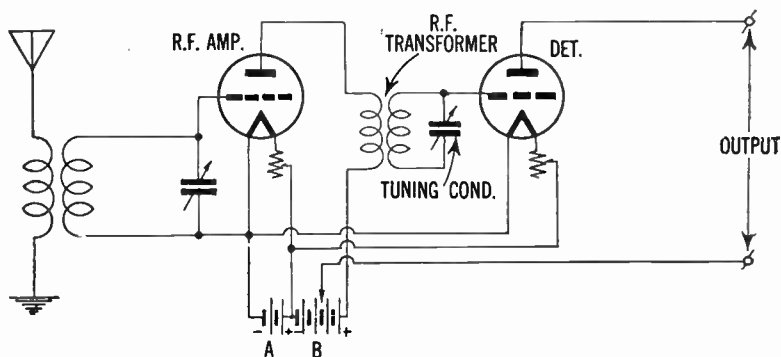 R.F. AMP.
R.F.
TRANSFORMER
DET.
TUNING COND.
OUTPUT
- + +
A B